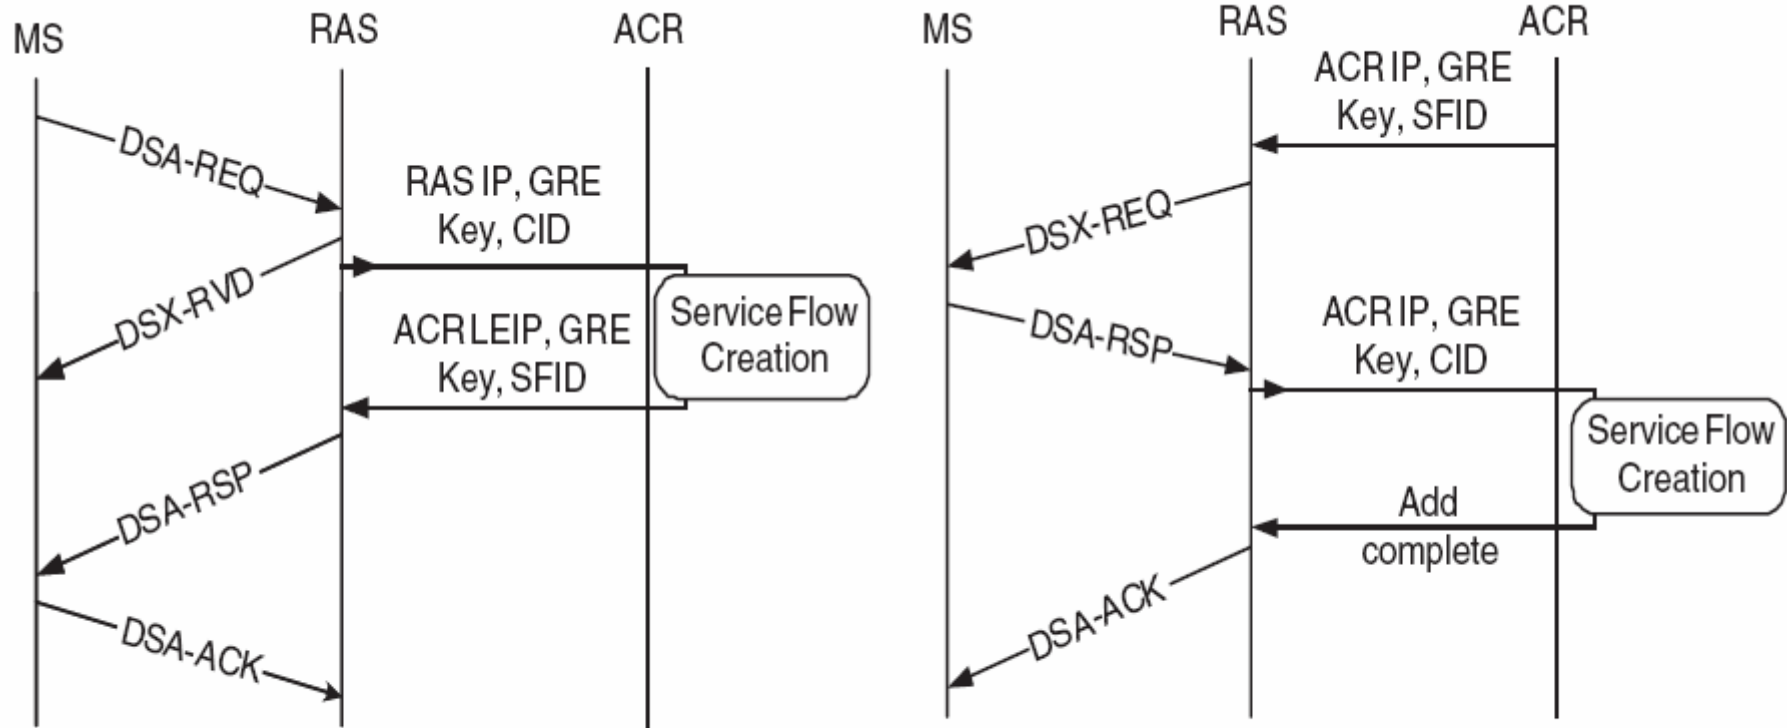 MS
RAS
ACR
DSA-REQ
RAS IP, GRE
Key, CID
DSX-RVD
Service Flow
Creation
ACR LEIP, GRE
Key, SFID
DSA-RSP
DSA-ACK
MS
RAS
ACR
ACR IP, GRE
Key, SFID
DSX-REQ
DSA-RSP
ACR IP, GRE
Key, CID
Service Flow
Creation
Add
complete
DSA-ACK